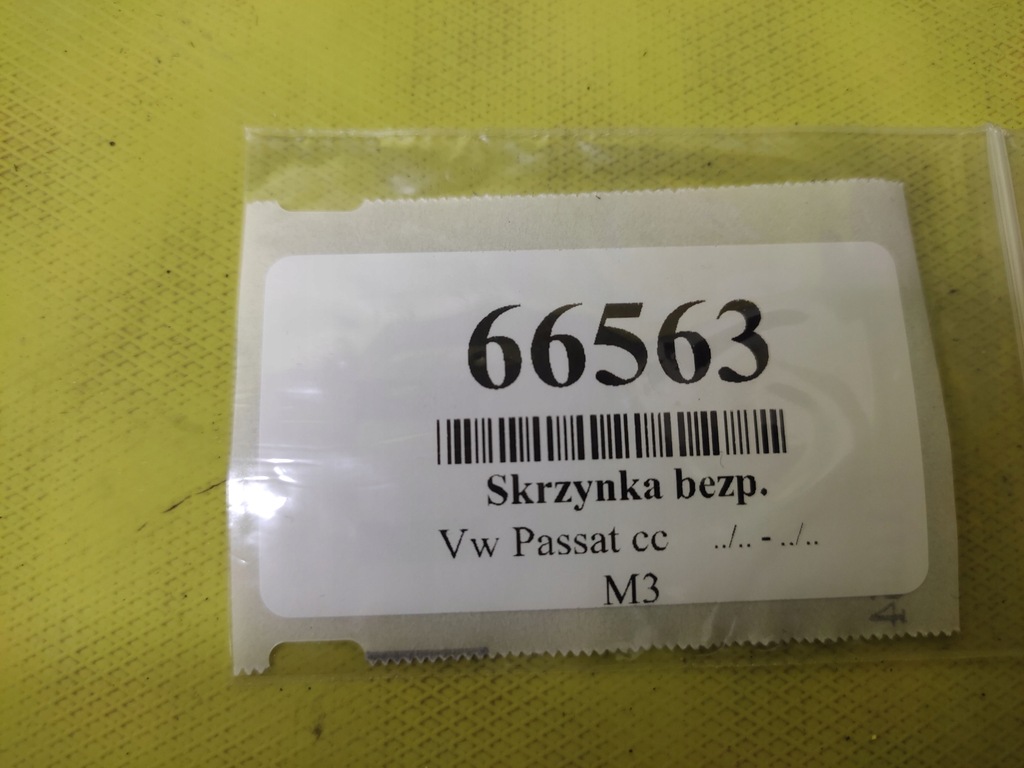 66563
Skrzynka bezp.
Vw Passat cc ../.. - ../..
M3